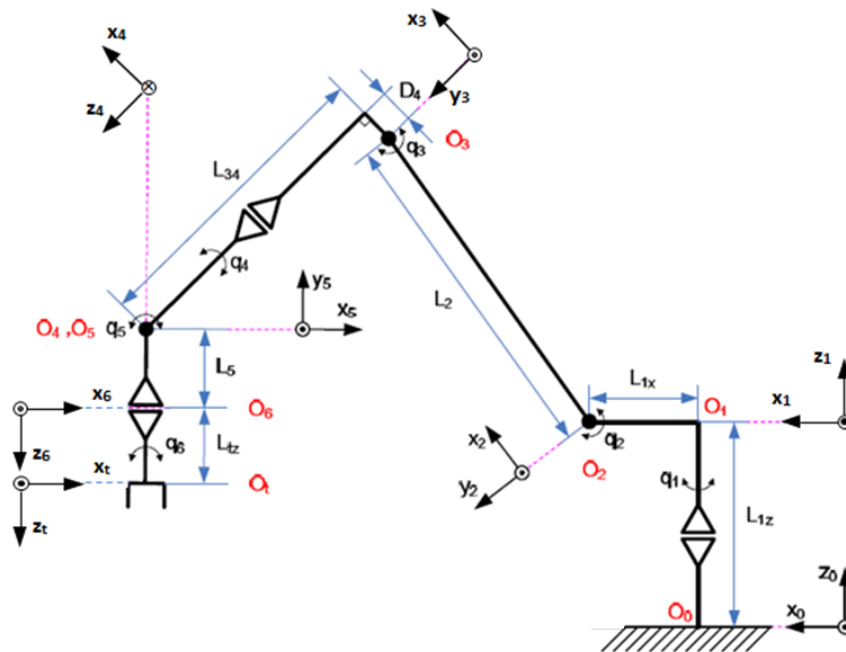 x₃
x₄
D₄
y₃
z₄
q₃
O₃
L₃₄
q₄
y₅
L₂
x₅
O₄ ,O₅
q₅
z₁
L₅
L₁ₓ
x₁
x₆
O₆
O₁
x₂
q₂
z₆
q₆
Ltz
O₂
xt
Ot
y₂
q₁
L₁z
zt
z₀
O₀
x₀